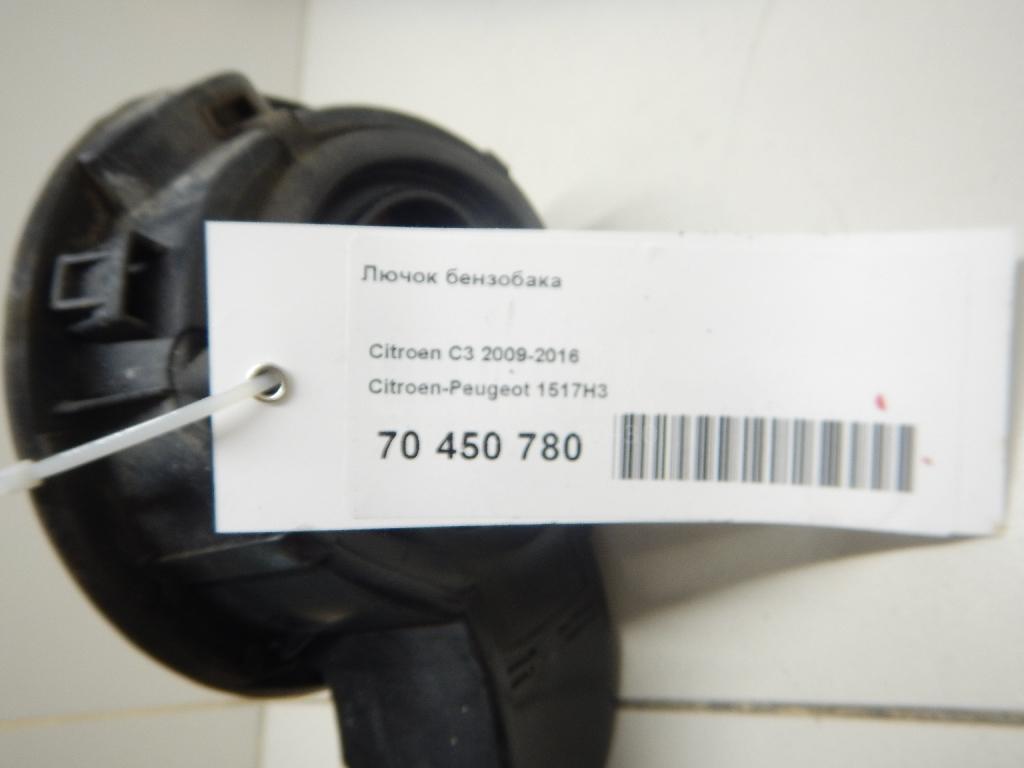 Лючок бензобака
Citroen C3 2009-2016
Citroen-Peugeot 1517H3
70 450 780